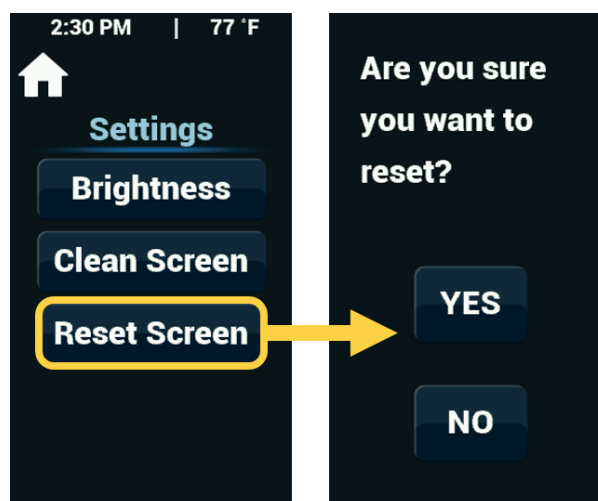 2:30 PM | 77 °F
Settings
Brightness
Clean Screen
Reset Screen
Are you sure
you want to
reset?
YES
NO